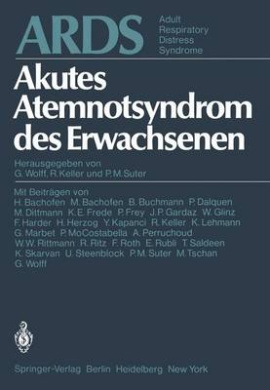 ARDS
Adult
Respiratory
Distress
Syndrome
Akutes
Atemnotsyndrom
des Erwachsenen
Herausgegeben von
G. Wolff, R. Keller und P. M. Suter
Mit Beiträgen von
H. Bachofen M. Bachofen B. Buchmann P. Dalquen
M. Dittmann K. E. Frede P. Frey J. P. Gardaz W. Glinz
F. Harder H. Herzog Y. Kapanci R. Keller K. Lehmann
G. Marbet P. MoCostabella A. Perruchoud
W. W. Rittmann R. Ritz F. Roth E. Rubli T. Saldeen
K. Skarvan U. Steenblock P. M. Suter M. Tschan
G. Wolff
Springer-Verlag Berlin Heidelberg New York